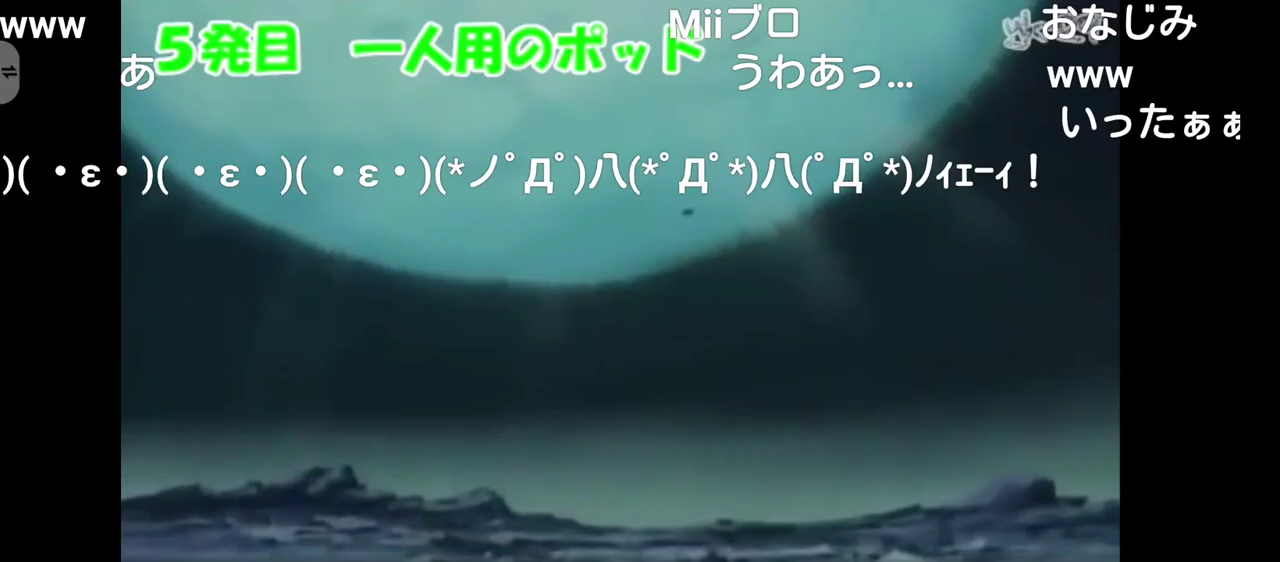 www
Miiブロ
おなじみ
5発目 一人用のポット
あ
うわあっ…
www
いったぁぁ
)( ・ε・)( ・ε・)( ・ε・)(*ノﾟДﾟ)八(*ﾟДﾟ*)八(ﾟДﾟ*)ﾉｨｪｰｨ！